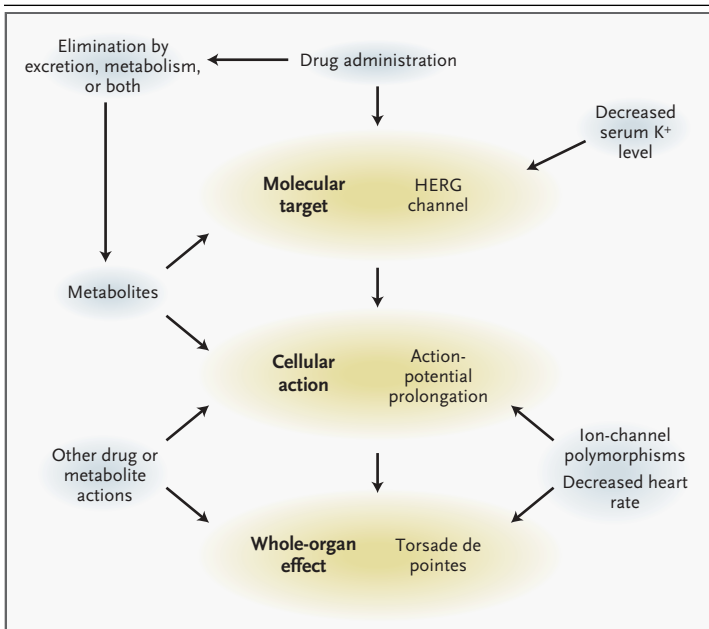 Elimination by
excretion, metabolism,
or both
Drug administration
Decreased
serum K⁺
level
Molecular
target
HERG
channel
Metabolites
Cellular
action
Action-
potential
prolongation
Other drug or
metabolite
actions
Ion-channel
polymorphisms
Decreased heart
rate
Whole-organ
effect
Torsade de
pointes